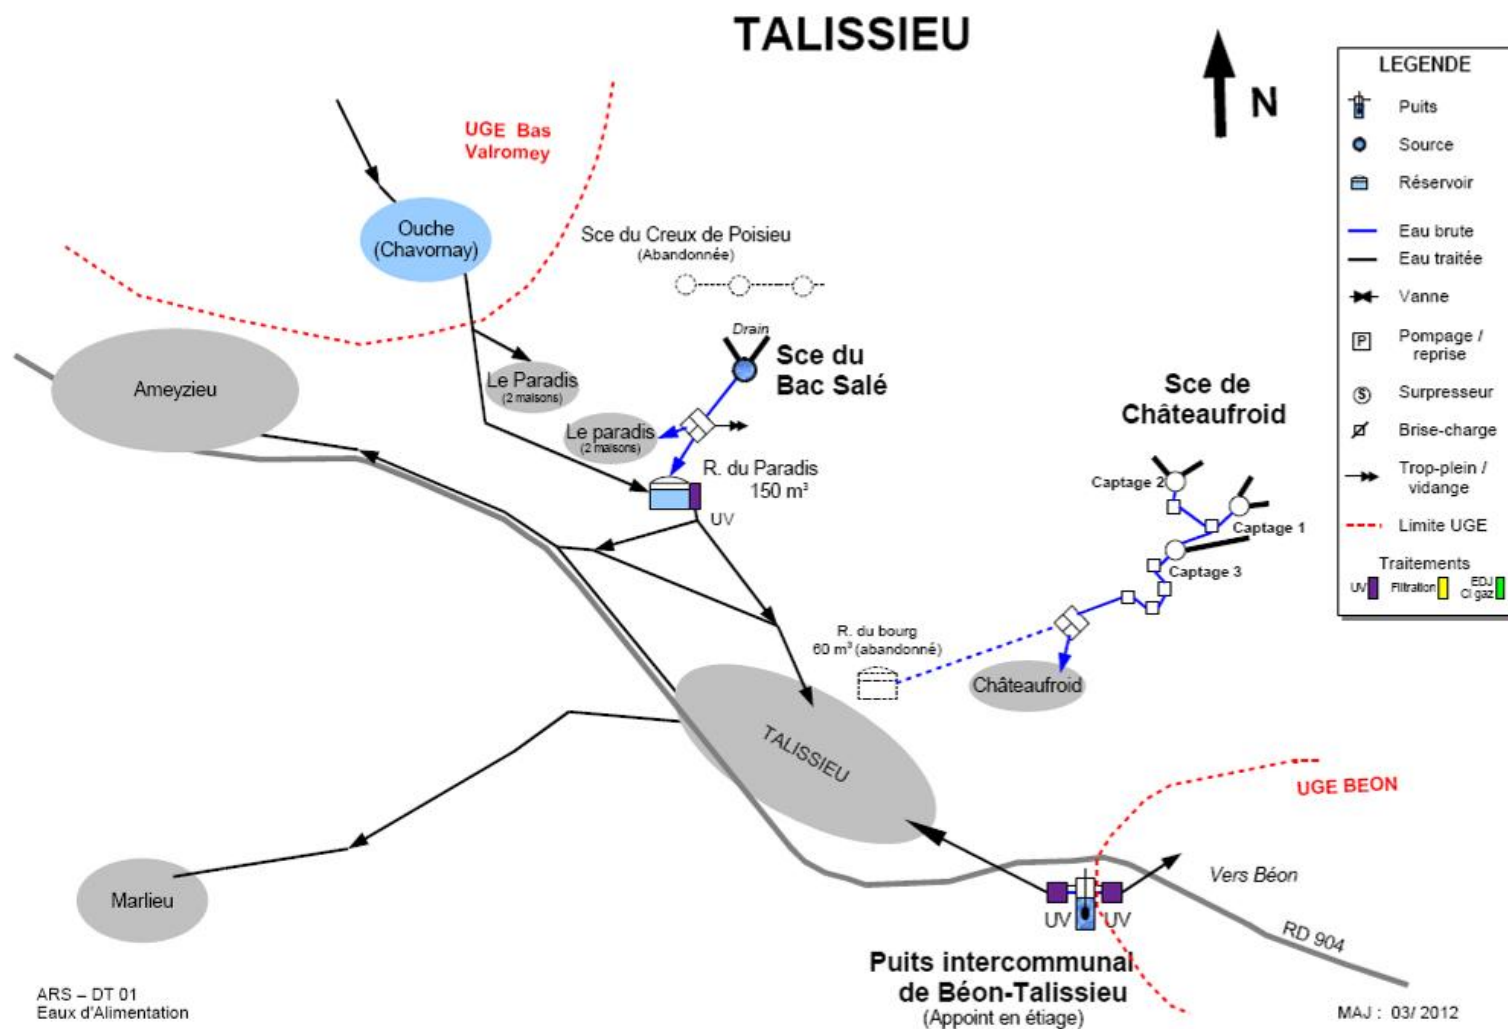 TALISSIEU
N
LEGENDE
Puits
Source
Réservoir
Eau brute
Eau traitée
Vanne
P
Pompage /
reprise
S
Surpresseur
Brise-charge
Trop-plein /
vidange
Limite UGE
Traitements
UV
Filtration
EDJ
Cl gaz
UGE Bas
Valromey
Ouche
(Chavornay)
Sce du Creux de Poisieu
(Abandonnée)
Drain
Sce du
Bac Salé
Le Paradis
(2 maisons)
Ameyzieu
Le paradis
(2 maisons)
R. du Paradis
150 m³
UV
Sce de
Châteaufroid
Captage 2
Captage 1
Captage 3
R. du bourg
60 m³ (abandonné)
Châteaufroid
TALISSIEU
Marlieu
UGE BEON
Vers Béon
UV
UV
RD 904
Puits intercommunal
de Béon-Talissieu
(Appoint en étiage)
ARS – DT 01
Eaux d'Alimentation
MAJ : 03/ 2012